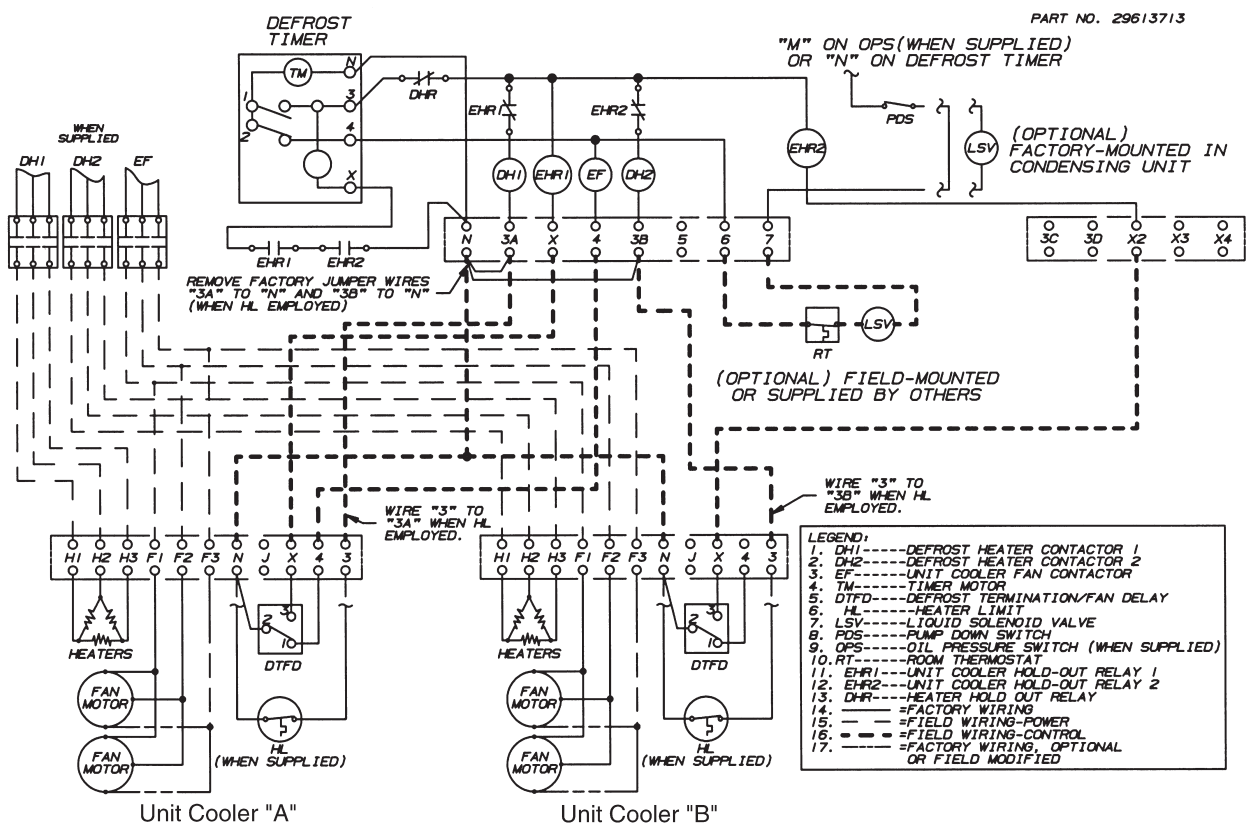 PART NO. 29613713
DEFROST
TIMER
"M" ON OPS(WHEN SUPPLIED)
OR "N" ON DEFROST TIMER
TM
N
1
3
2
4
X
DHR
EHR1
EHR2
PDS
EHR2
LSV
(OPTIONAL)
FACTORY-MOUNTED IN
CONDENSING UNIT
WHEN
SUPPLIED
DH1 DH2 EF
DH1 EHR1 EF DH2
EHR1 EHR2
N 3A X 4 3B 5 6 7
3C 3D X2 X3 X4
REMOVE FACTORY JUMPER WIRES
"3A" TO "N" AND "3B" TO "N"
(WHEN HL EMPLOYED)
RT
LSV
(OPTIONAL) FIELD-MOUNTED
OR SUPPLIED BY OTHERS
WIRE "3" TO
"3A" WHEN HL
EMPLOYED.
WIRE "3" TO
"3B" WHEN HL
EMPLOYED.
H1 H2 H3 F1 F2 F3 N J X 4 3
H1 H2 H3 F1 F2 F3 N J X 4 3
HEATERS
3
2
1
DTFD
FAN
MOTOR
FAN
MOTOR
HL
(WHEN SUPPLIED)
Unit Cooler "A"
HEATERS
3
2
1
DTFD
FAN
MOTOR
FAN
MOTOR
HL
(WHEN SUPPLIED)
Unit Cooler "B"
LEGEND:
1. DH1-----DEFROST HEATER CONTACTOR 1
2. DH2-----DEFROST HEATER CONTACTOR 2
3. EF------UNIT COOLER FAN CONTACTOR
4. TM------TIMER MOTOR
5. DTFD----DEFROST TERMINATION/FAN DELAY
6. HL-----HEATER LIMIT
7. LSV-----LIQUID SOLENOID VALVE
8. PDS-----PUMP DOWN SWITCH
9. OPS-----OIL PRESSURE SWITCH (WHEN SUPPLIED)
10. RT-----ROOM THERMOSTAT
11. EHR1---UNIT COOLER HOLD-OUT RELAY 1
12. EHR2---UNIT COOLER HOLD-OUT RELAY 2
13. DHR----HEATER HOLD OUT RELAY
14. =FACTORY WIRING
15. =FIELD WIRING-POWER
16. =FIELD WIRING-CONTROL
17. =FACTORY WIRING, OPTIONAL
OR FIELD MODIFIED